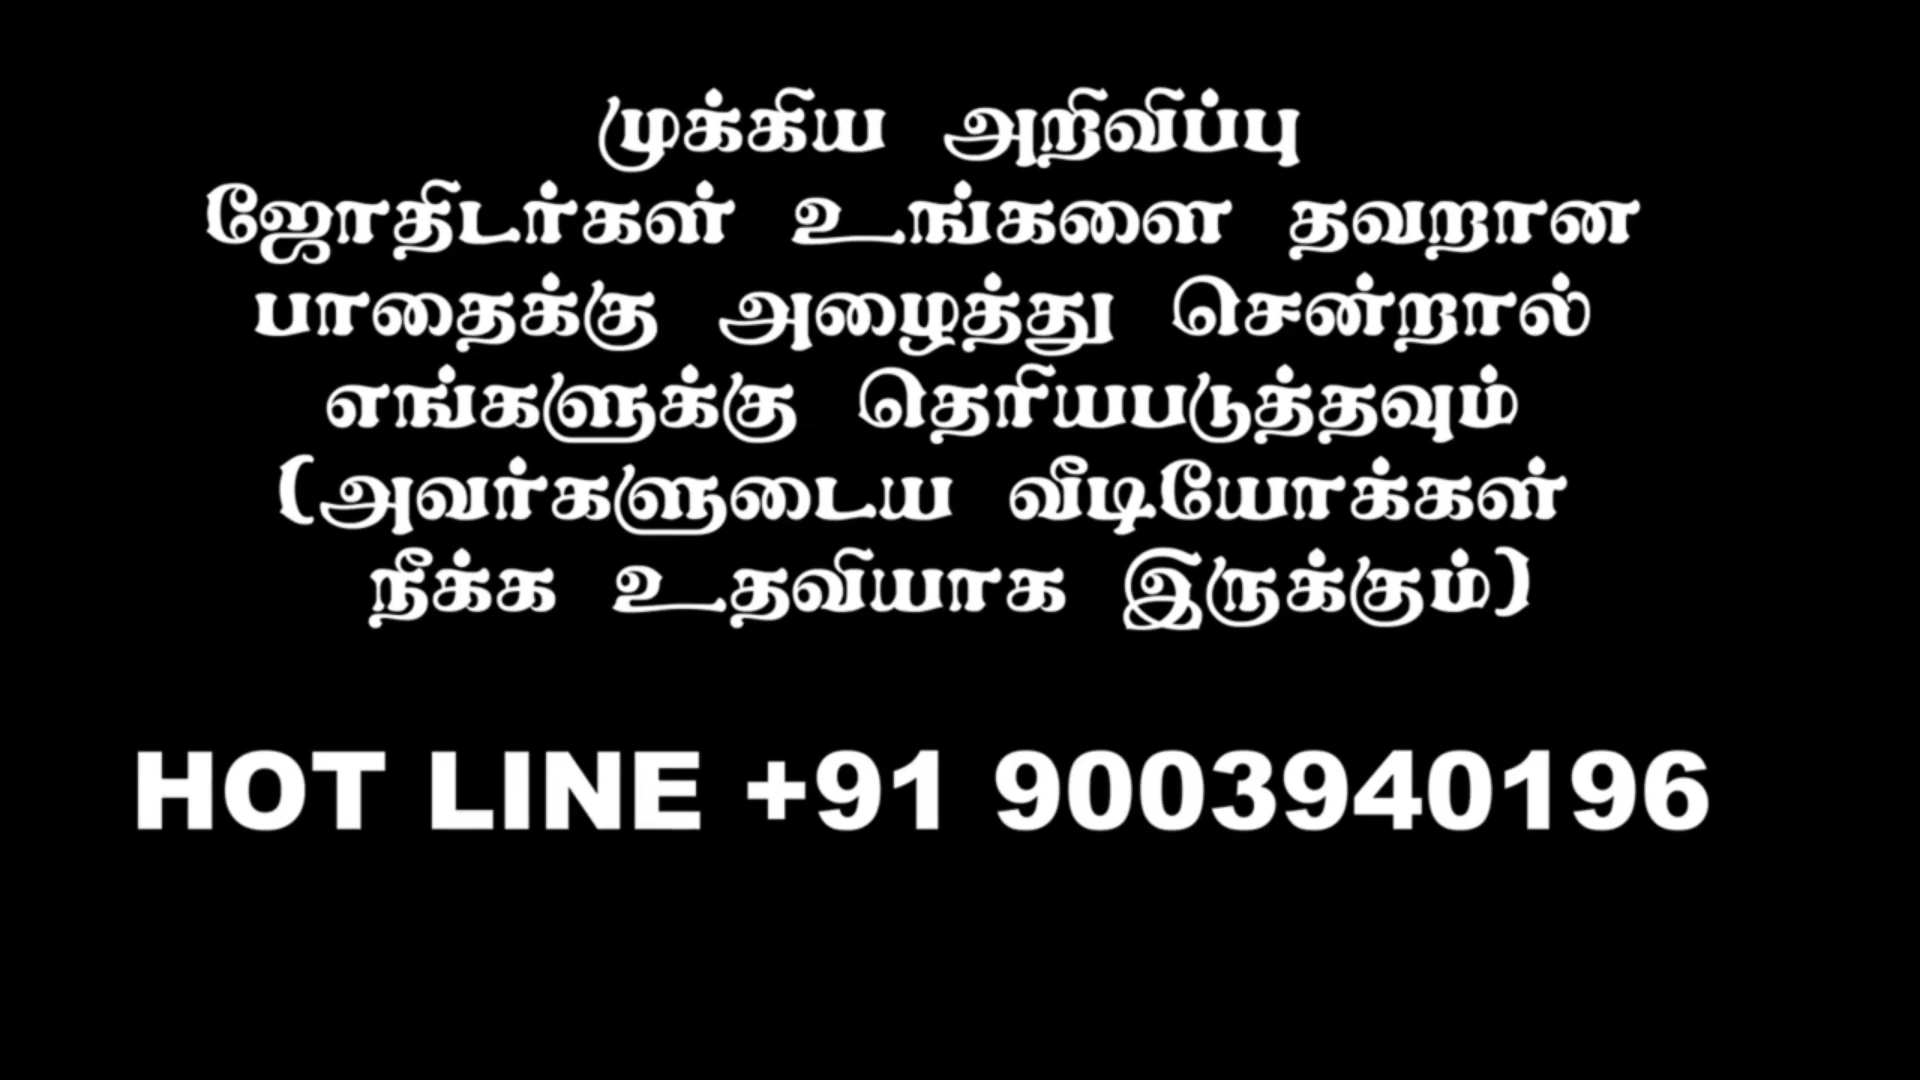 முக்கிய அறிவிப்பு
ஜோதிடர்கள் உங்களை தவறான
பாதைக்கு அழைத்து சென்றால்
எங்களுக்கு தெரியபடுத்தவும்
(அவர்களுடைய வீடியோக்கள்
நீக்க உதவியாக இருக்கும்)
HOT LINE +91 9003940196